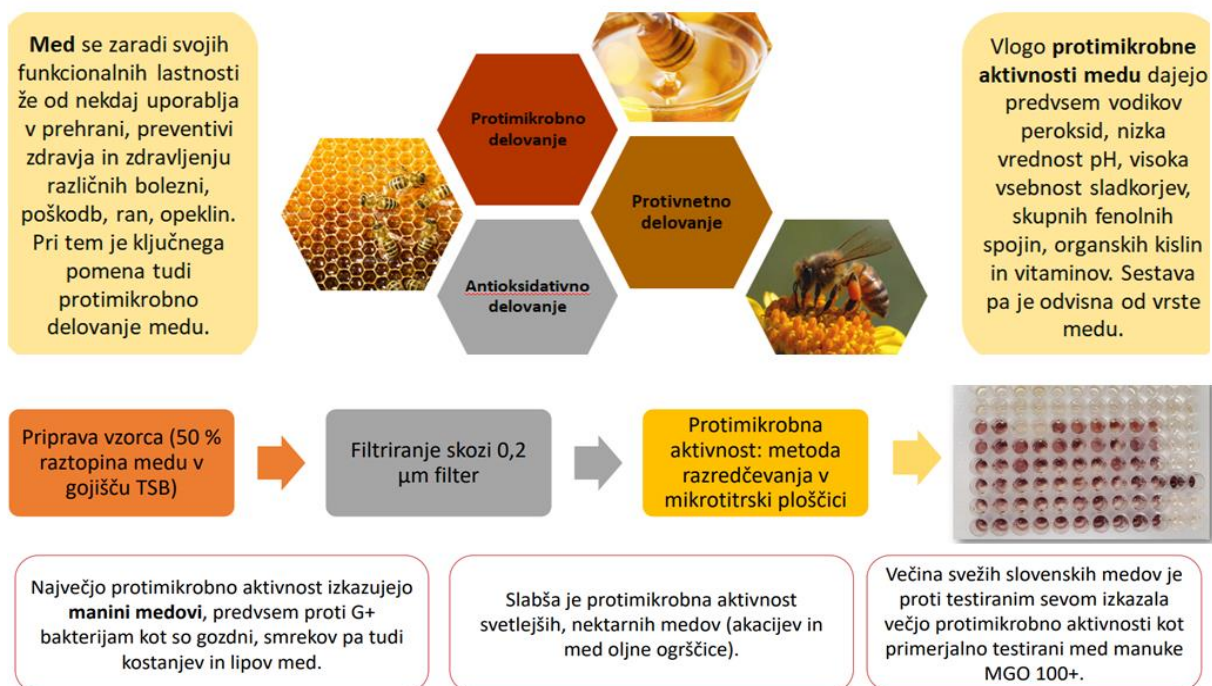 Med se zaradi svojih
funkcionalnih lastnosti
že od nekdaj uporablja
v prehrani, preventivi
zdravja in zdravljenju
različnih bolezni,
poškodb, ran, opeklin.
Pri tem je ključnega
pomena tudi
protimikrobno
delovanje medu.
Protimikrobno
delovanje
Protivnetno
delovanje
Antioksidativno
delovanje
Vlogo protimikrobne
aktivnosti medu dajejo
predvsem vodikov
peroksid, nizka
vrednost pH, visoka
vsebnost sladkorjev,
skupnih fenolnih
spojin, organskih kislin
in vitaminov. Sestava
pa je odvisna od vrste
medu.
Priprava vzorca (50 %
raztopina medu v
gojišču TSB)
Filtriranje skozi 0,2
μm filter
Protimikrobna
aktivnost: metoda
razredčevanja v
mikrotitrski ploščici
Največjo protimikrobno aktivnost izkazujejo
manini medovi, predvsem proti G+
bakterijam kot so gozdni, smrekov pa tudi
kostanjev in lipov med.
Slabša je protimikrobna aktivnost
svetlejših, nektarnih medov (akacijev in
med oljne ogrščice).
Večina svežih slovenskih medov je
proti testiranim sevom izkazala
večjo protimikrobno aktivnosti kot
primerjalno testirani med manuke
MGO 100+.